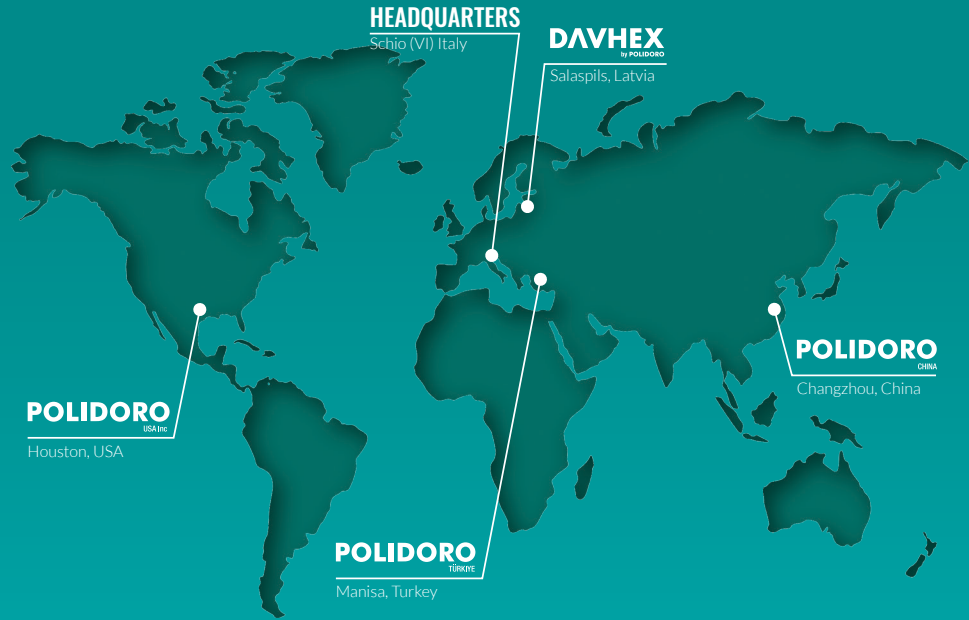 HEADQUARTERS
Schio (VI) Italy
DAVHEX
by POLIDORO
Salaspils, Latvia
POLIDORO
CHINA
Changzhou, China
POLIDORO
USA Inc
Houston, USA
POLIDORO
TÜRKIYE
Manisa, Turkey